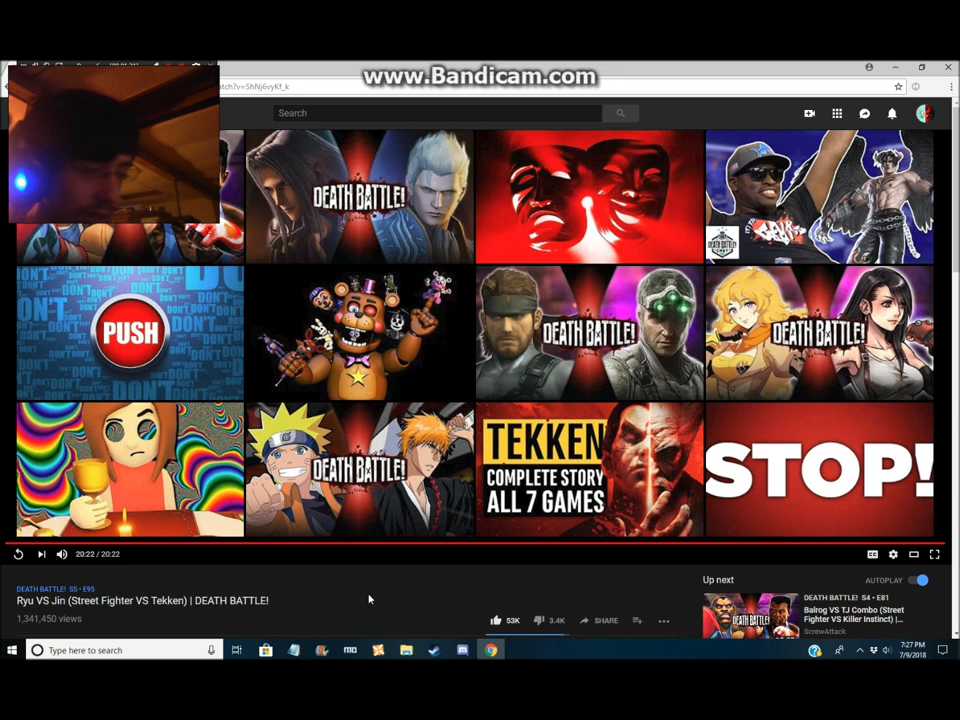 www.Bandicam.com
atch?v=ShNj6vyKf_k
Search
DEATH BATTLE!
DEATH BATTLE!
PUSH
DON'T
DEATH BATTLE!
DEATH BATTLE!
DEATH BATTLE!
TEKKEN
COMPLETE STORY
ALL 7 GAMES
STOP!
20:22 / 20:22
DEATH BATTLE! S5 • E95
Ryu VS Jin (Street Fighter VS Tekken) | DEATH BATTLE!
1,341,450 views
53K
3.4K
SHARE
Up next
AUTOPLAY
DEATH BATTLE!
DEATH BATTLE! S4 • E81
Balrog VS TJ Combo (Street
Fighter VS Killer Instinct) |...
ScrewAttack
Type here to search
7:27 PM
7/9/2018